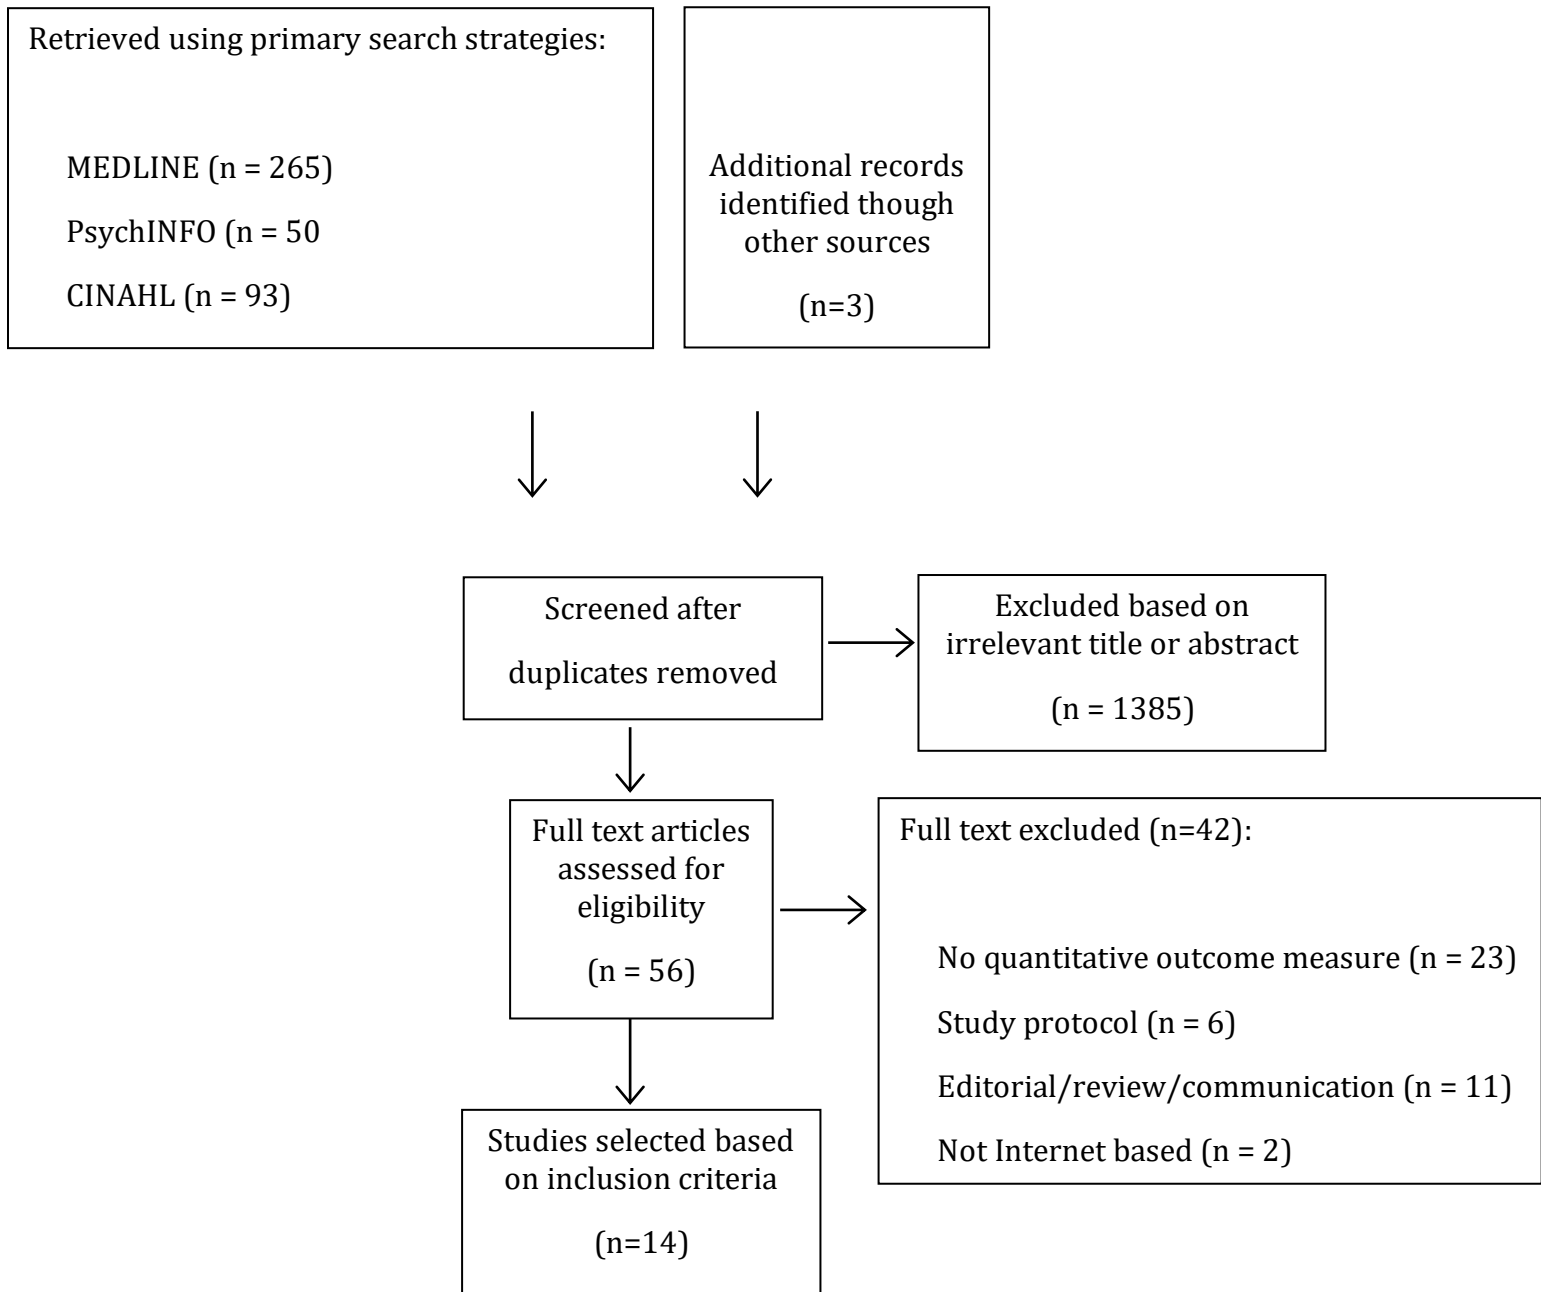 Retrieved using primary search strategies:
MEDLINE (n = 265)
PsychINFO (n = 50
CINAHL (n = 93)
Additional records
identified though
other sources
(n=3)
Screened after
duplicates removed
Excluded based on
irrelevant title or abstract
(n = 1385)
Full text articles
assessed for
eligibility
(n = 56)
Full text excluded (n=42):
No quantitative outcome measure (n = 23)
Study protocol (n = 6)
Editorial/review/communication (n = 11)
Not Internet based (n = 2)
Studies selected based
on inclusion criteria
(n=14)